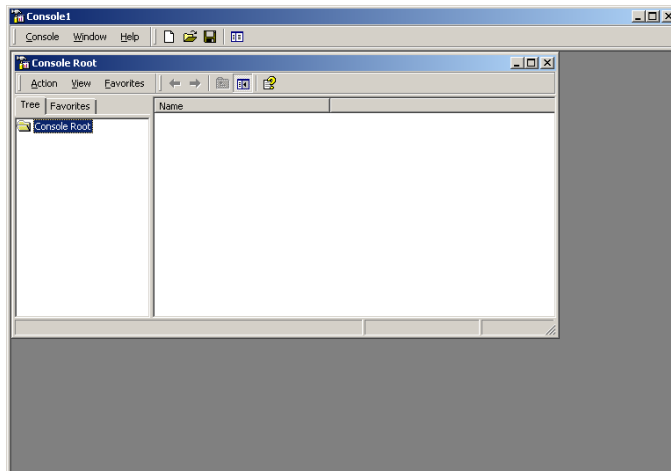 Console1
Console Window Help
Console Root
Action View Favorites
Tree Favorites Name
Console Root